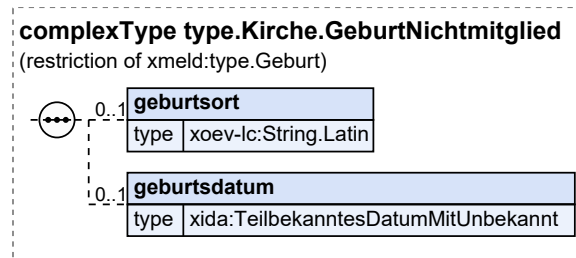 complexType type.Kirche.GeburtNichtmitglied
(restriction of xmeld:type.Geburt)
0..1 geburtsort
type xoev-lc:String.Latin
0..1 geburtsdatum
type xida:TeilbekanntesDatumMitUnbekannt